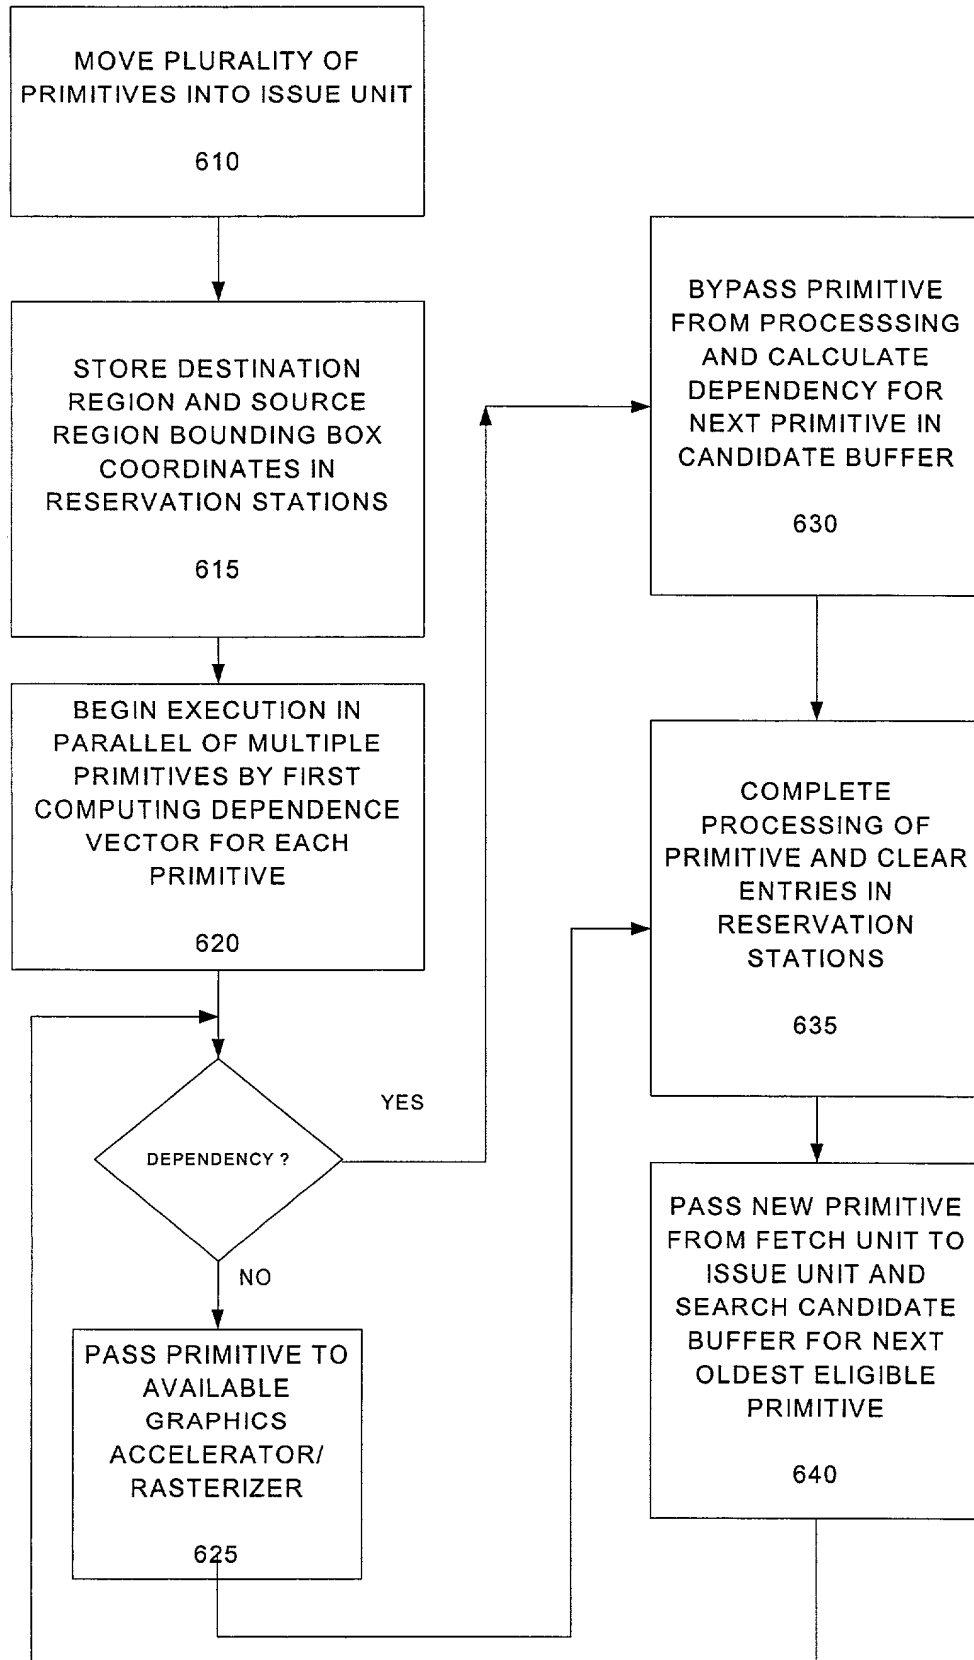 MOVE PLURALITY OF
PRIMITIVES INTO ISSUE UNIT
610
STORE DESTINATION
REGION AND SOURCE
REGION BOUNDING BOX
COORDINATES IN
RESERVATION STATIONS
615
BEGIN EXECUTION IN
PARALLEL OF MULTIPLE
PRIMITIVES BY FIRST
COMPUTING DEPENDENCE
VECTOR FOR EACH
PRIMITIVE
620
DEPENDENCY ?
YES
NO
PASS PRIMITIVE TO
AVAILABLE
GRAPHICS
ACCELERATOR/
RASTERIZER
625
BYPASS PRIMITIVE
FROM PROCESSSING
AND CALCULATE
DEPENDENCY FOR
NEXT PRIMITIVE IN
CANDIDATE BUFFER
630
COMPLETE
PROCESSING OF
PRIMITIVE AND CLEAR
ENTRIES IN
RESERVATION
STATIONS
635
PASS NEW PRIMITIVE
FROM FETCH UNIT TO
ISSUE UNIT AND
SEARCH CANDIDATE
BUFFER FOR NEXT
OLDEST ELIGIBLE
PRIMITIVE
640